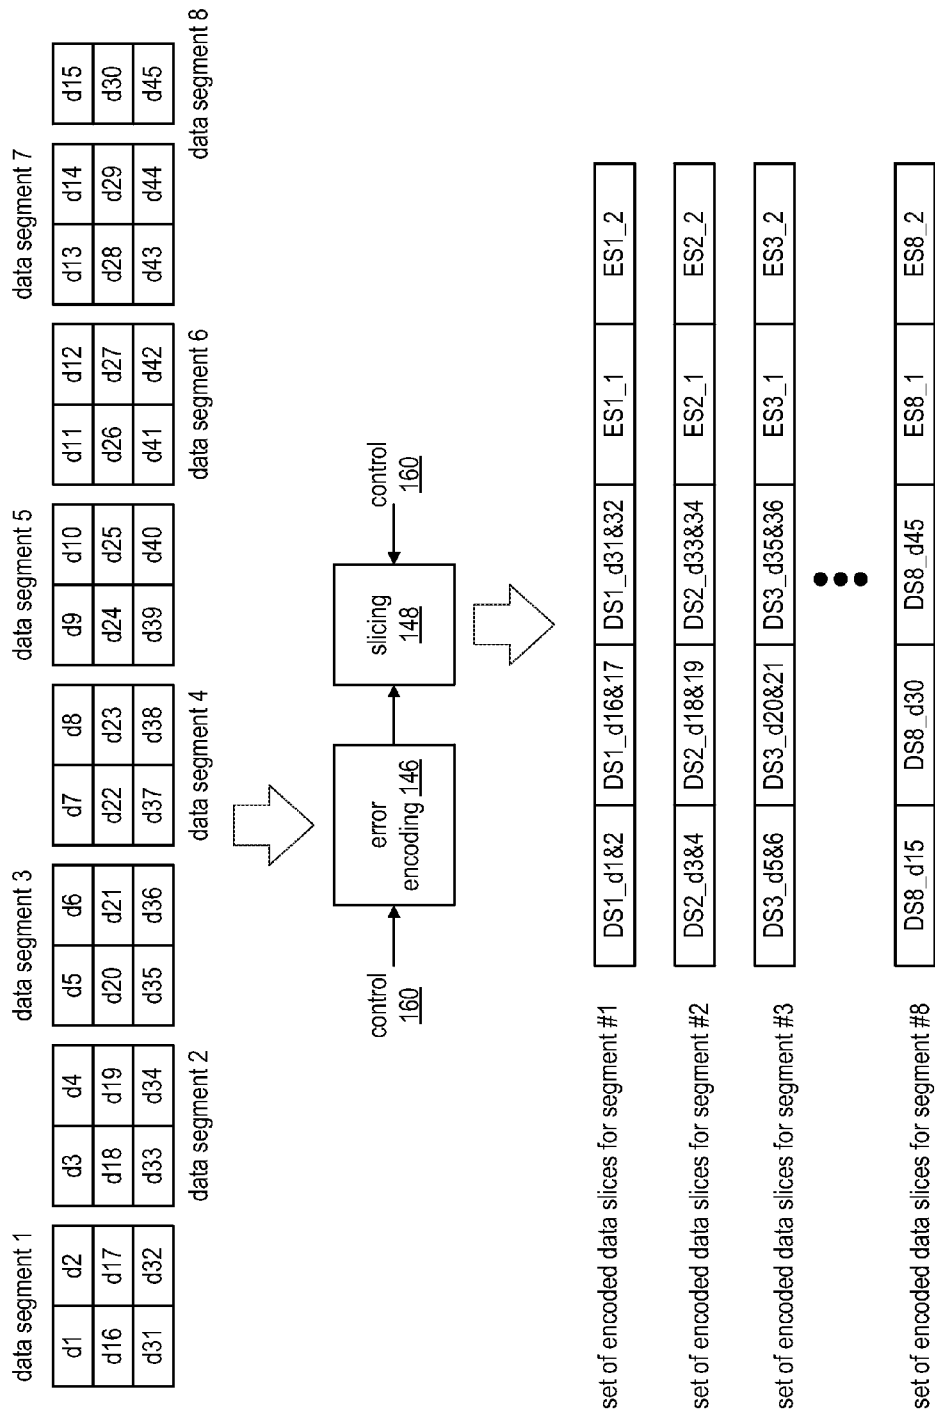 data segment 1
d1 d2
d16 d17
d31 d32
d3 d4
d18 d19
d33 d34
data segment 2
data segment 3
d5 d6
d20 d21
d35 d36
d7 d8
d22 d23
d37 d38
data segment 4
data segment 5
d9 d10
d24 d25
d39 d40
d11 d12
d26 d27
d41 d42
data segment 6
data segment 7
d13 d14
d28 d29
d43 d44
d15
d30
d45
data segment 8
control
160
error
encoding 146
slicing
148
control
160
set of encoded data slices for segment #1 DS1_d1&2 DS1_d16&17 DS1_d31&32 ES1_1 ES1_2
set of encoded data slices for segment #2 DS2_d3&4 DS2_d18&19 DS2_d33&34 ES2_1 ES2_2
set of encoded data slices for segment #3 DS3_d5&6 DS3_d20&21 DS3_d35&36 ES3_1 ES3_2
set of encoded data slices for segment #8 DS8_d15 DS8_d30 DS8_d45 ES8_1 ES8_2